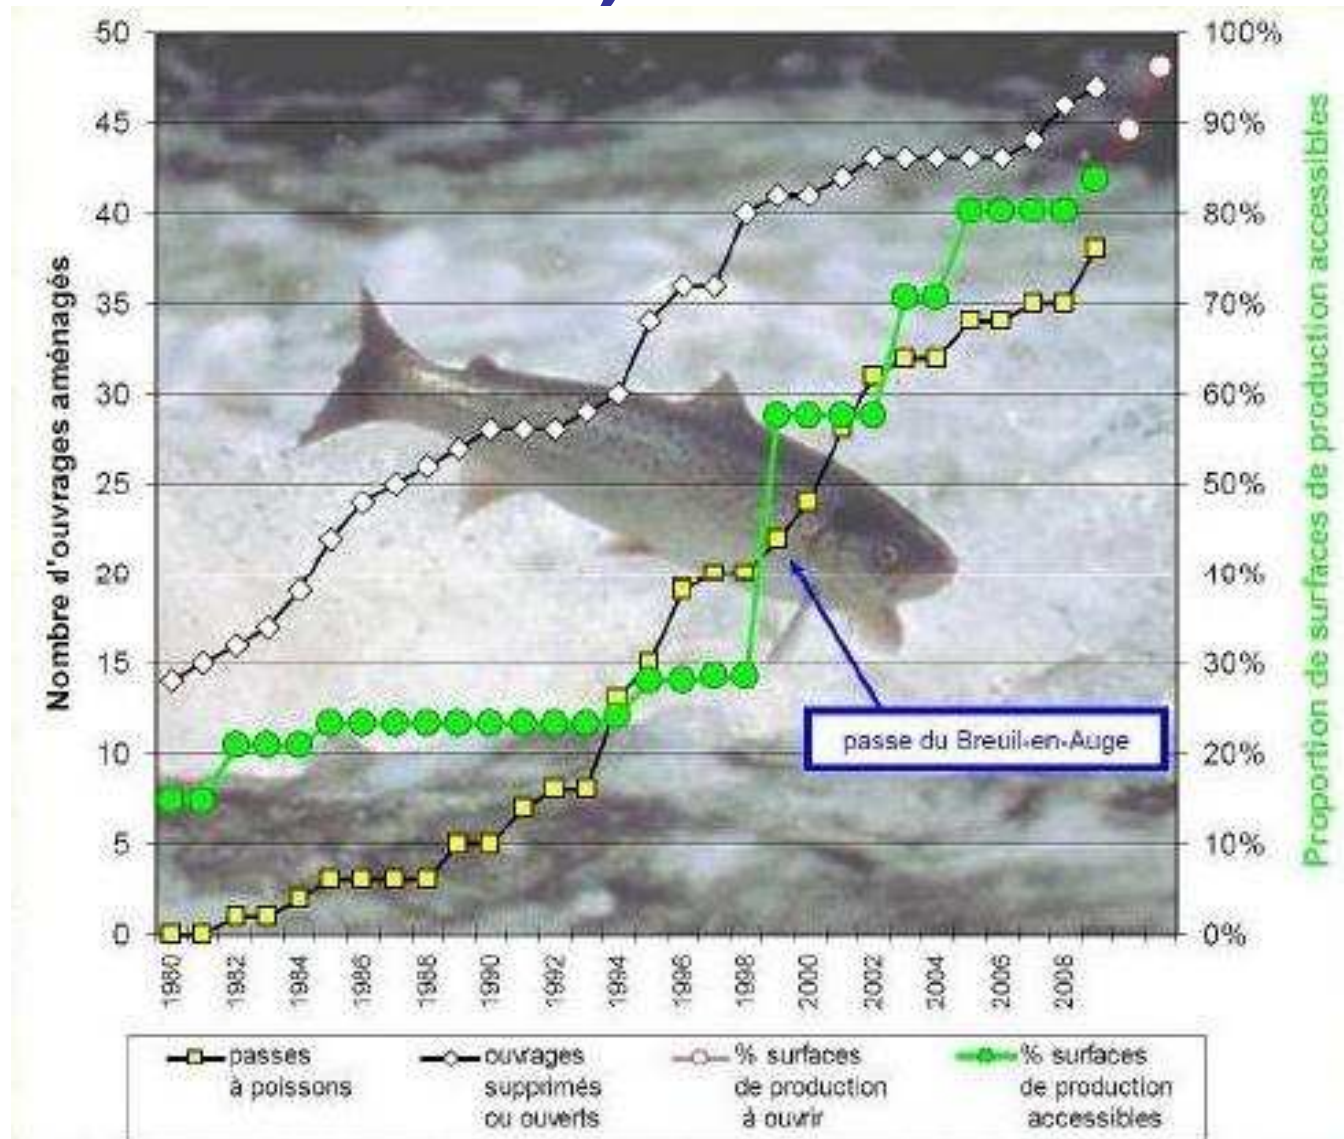 50
45
40
35
30
25
20
15
10
5
0
Nombre d'ouvrages aménagés
100%
90%
80%
70%
60%
50%
40%
30%
20%
10%
0%
Proportion de surfaces de production accessibles
passe du Breuil-en-Auge
1980
1982
1984
1986
1988
1990
1992
1994
1996
1998
2000
2002
2004
2006
2008
passes
à poissons
ouvrages
supprimés
ou ouverts
% surfaces
de production
à ouvrir
% surfaces
de production
accessibles